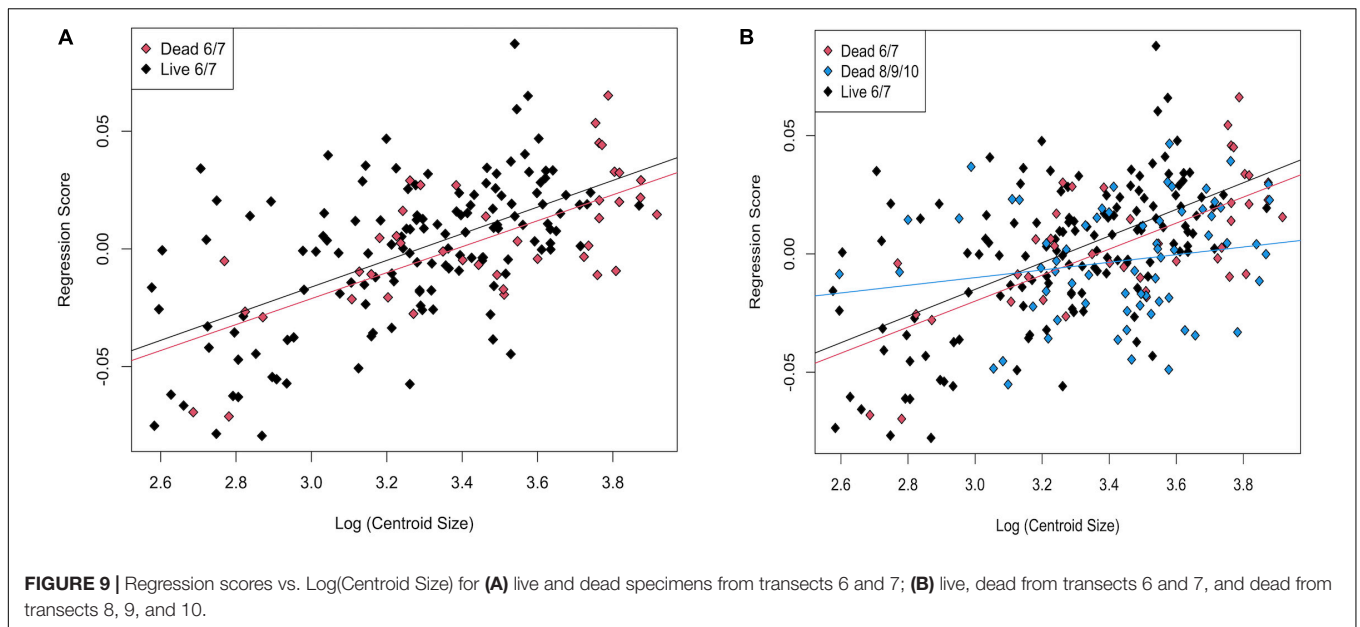 A
Dead 6/7
Live 6/7
Regression Score
0.05
0.00
-0.05
2.6 2.8 3.0 3.2 3.4 3.6 3.8
Log (Centroid Size)
B
Dead 6/7
Dead 8/9/10
Live 6/7
Regression Score
0.05
0.00
-0.05
2.6 2.8 3.0 3.2 3.4 3.6 3.8
Log (Centroid Size)
FIGURE 9 | Regression scores vs. Log(Centroid Size) for (A) live and dead specimens from transects 6 and 7; (B) live, dead from transects 6 and 7, and dead from
transects 8, 9, and 10.